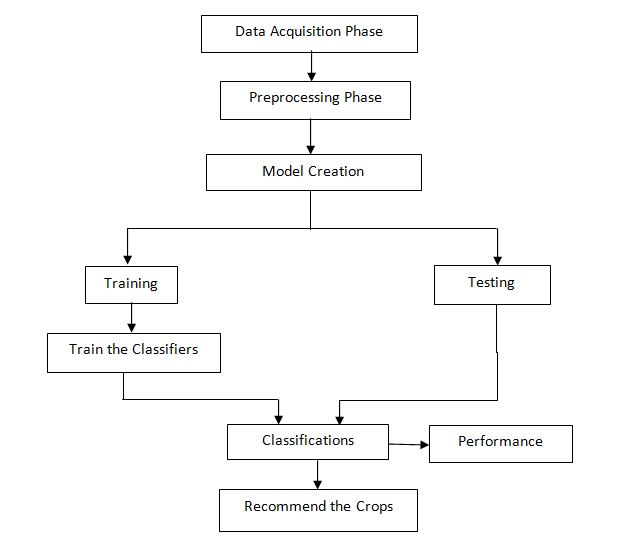 Data Acquisition Phase
Preprocessing Phase
Model Creation
Training
Testing
Train the Classifiers
Classifications
Performance
Recommend the Crops